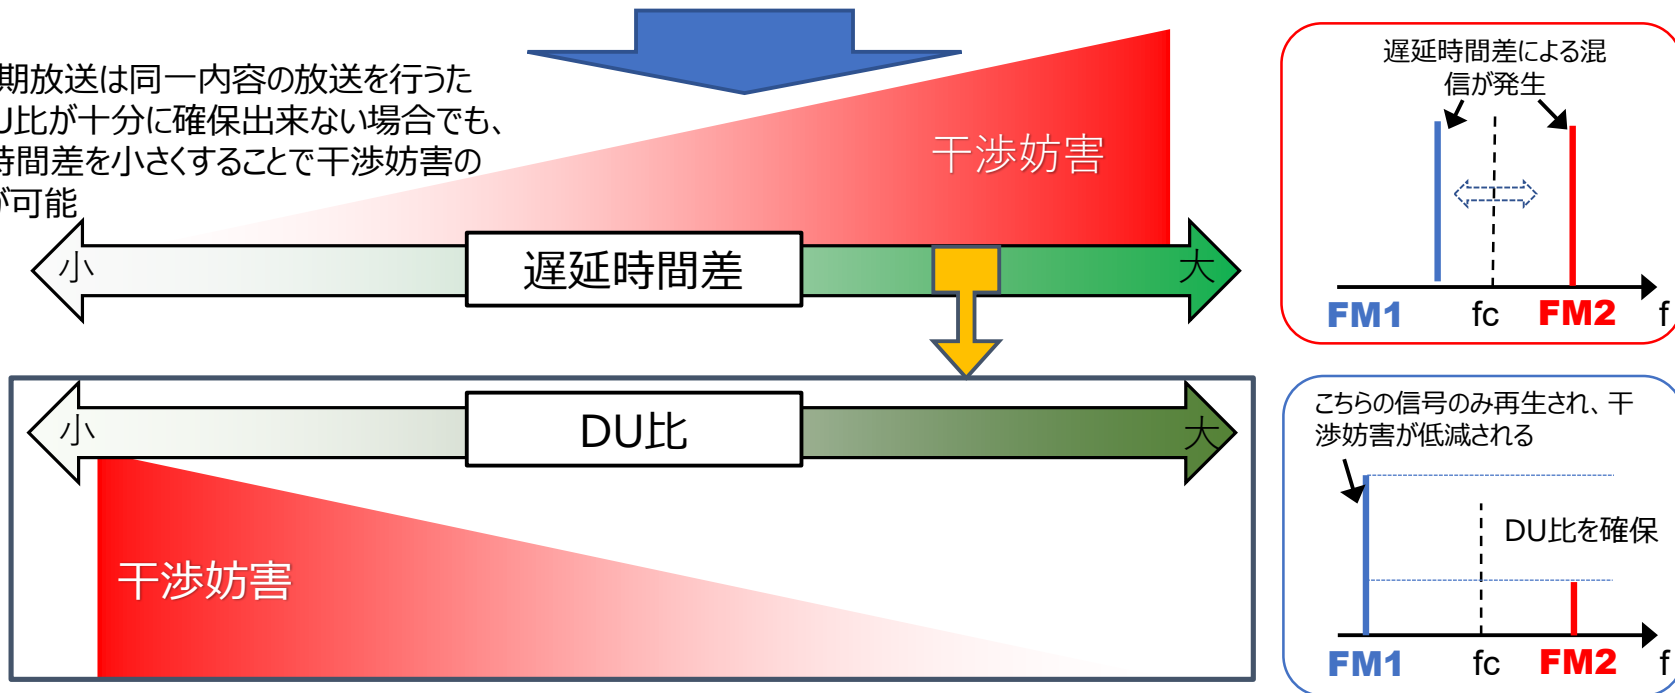 期放送は同一内容の放送を行うた
U比が十分に確保出来ない場合でも、
時間差を小さくすることで干渉妨害の
が可能
干渉妨害
小
遅延時間差
大
遅延時間差による混
信が発生
FM1
fc
FM2
f
小
DU比
大
干渉妨害
こちらの信号のみ再生され、干
渉妨害が低減される
DU比を確保
FM1
fc
FM2
f